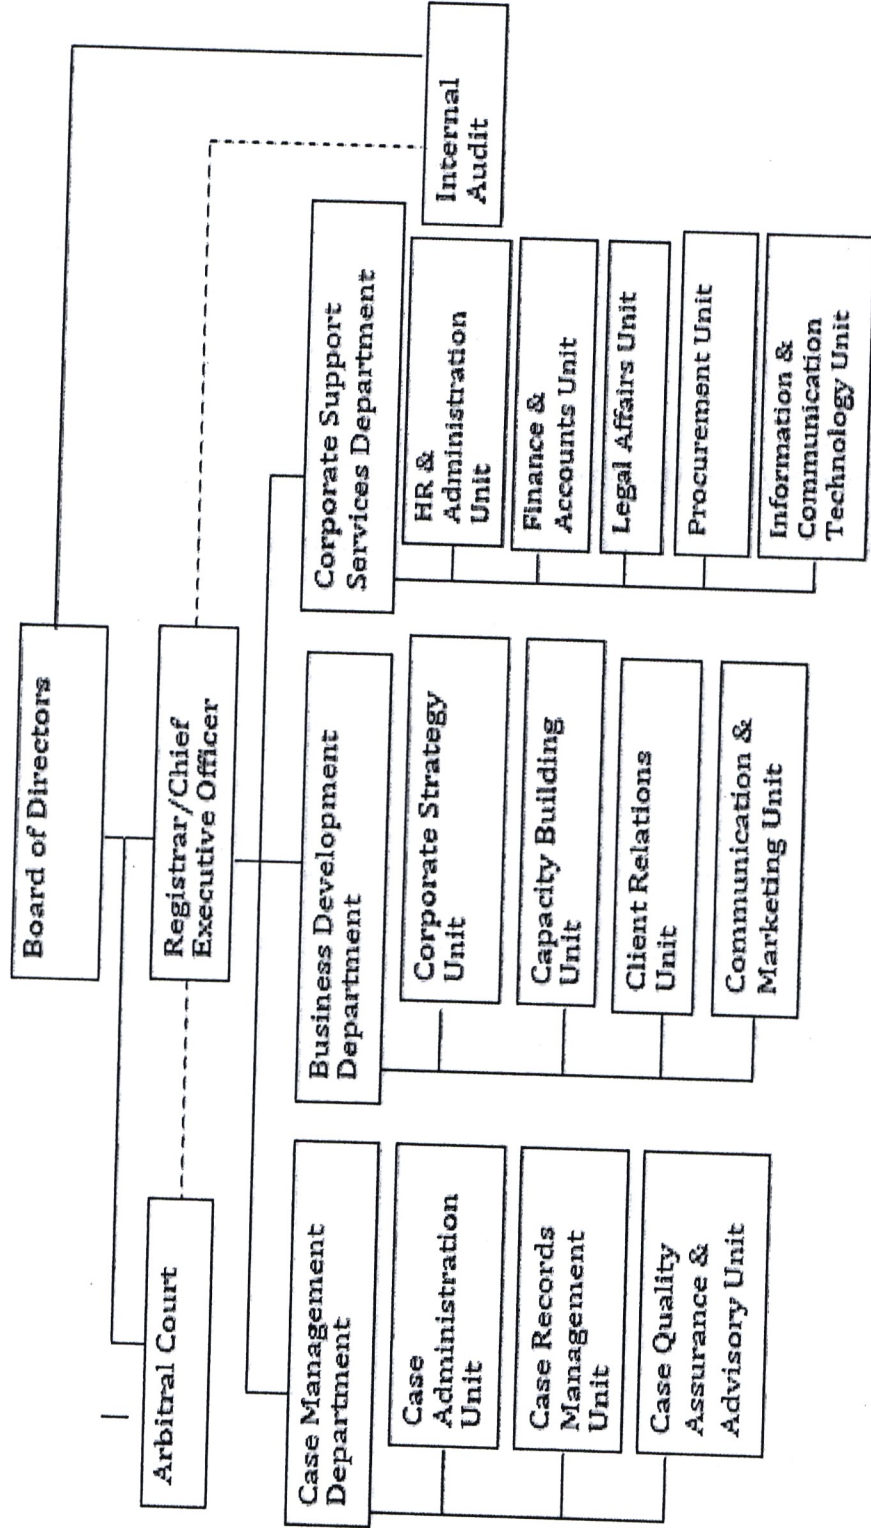 Board of Directors
Arbitral Court
Registrar/Chief
Executive Officer
Internal
Audit
Case Management
Department
Case
Administration
Unit
Case Records
Management
Unit
Case Quality
Assurance &
Advisory Unit
Business Development
Department
Corporate Strategy
Unit
Capacity Building
Unit
Client Relations
Unit
Communication &
Marketing Unit
Corporate Support
Services Department
HR &
Administration
Unit
Finance &
Accounts Unit
Legal Affairs Unit
Procurement Unit
Information &
Communication
Technology Unit